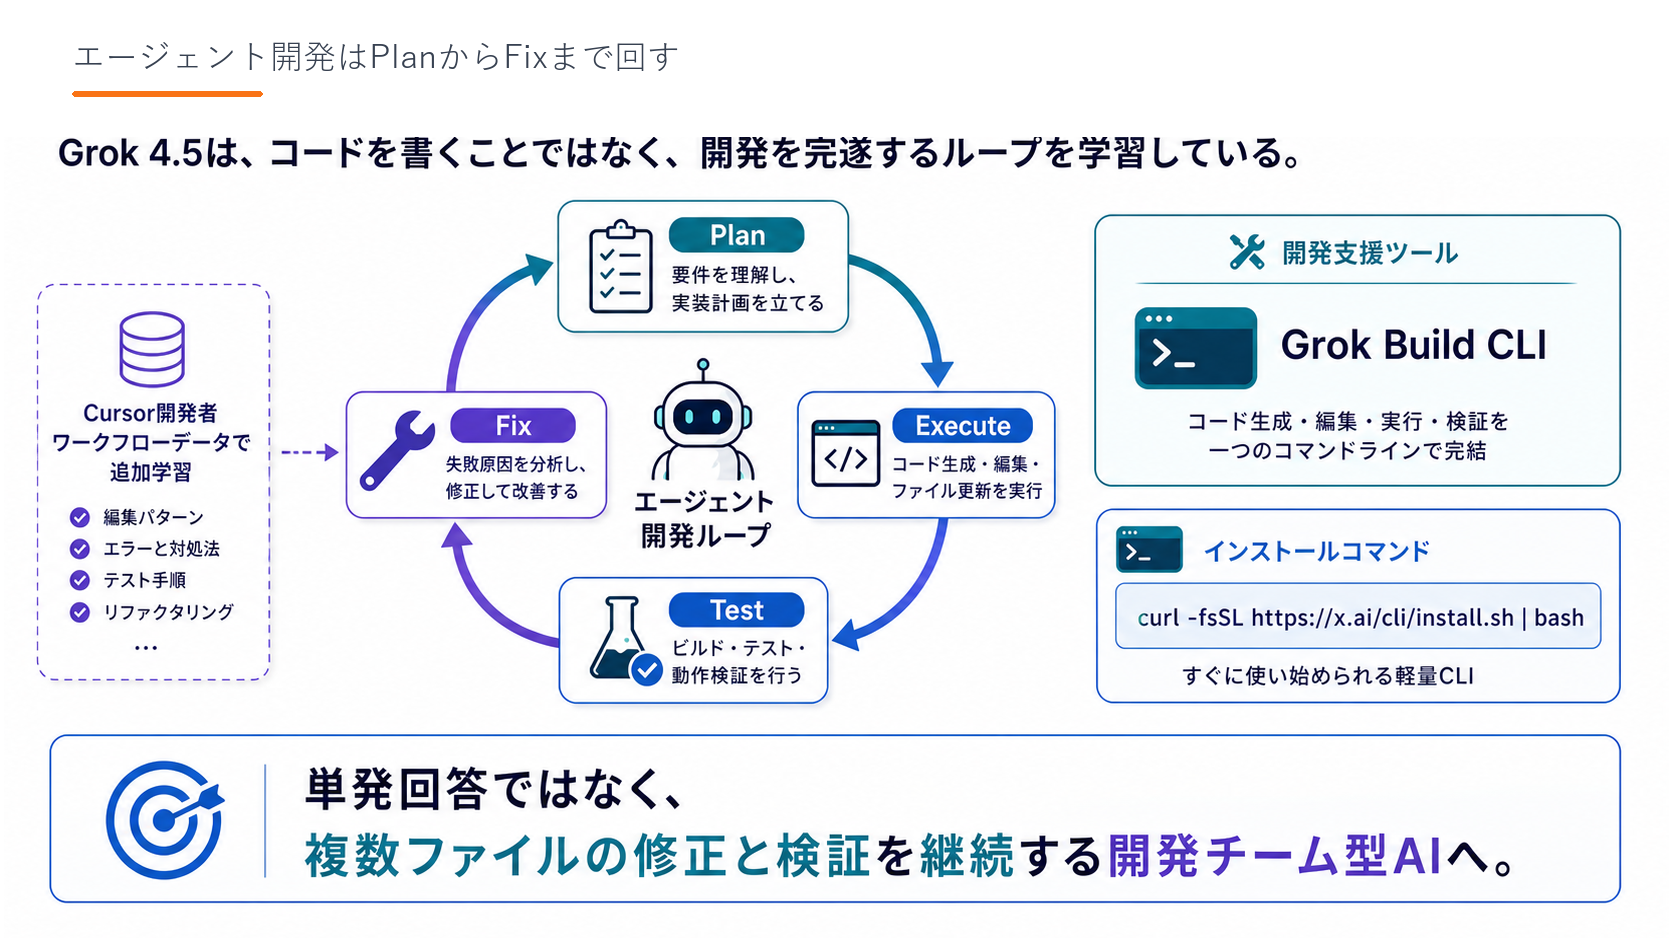 エージェント開発はPlanからFixまで回す
Grok 4.5は、コードを書くことではなく、開発を完遂するループを学習している。
Cursor開発者
ワークフローデータで
追加学習
編集パターン
エラーと対処法
テスト手順
リファクタリング
…
Plan
要件を理解し、
実装計画を立てる
Fix
失敗原因を分析し、
修正して改善する
エージェント
開発ループ
Execute
コード生成・編集・
ファイル更新を実行
Test
ビルド・テスト・
動作検証を行う
開発支援ツール
>_
Grok Build CLI
コード生成・編集・実行・検証を
一つのコマンドラインで完結
>_
インストールコマンド
curl -fsSL https://x.ai/cli/install.sh | bash
すぐに使い始められる軽量CLI
単発回答ではなく、
複数ファイルの修正と検証を継続する開発チーム型AIへ。